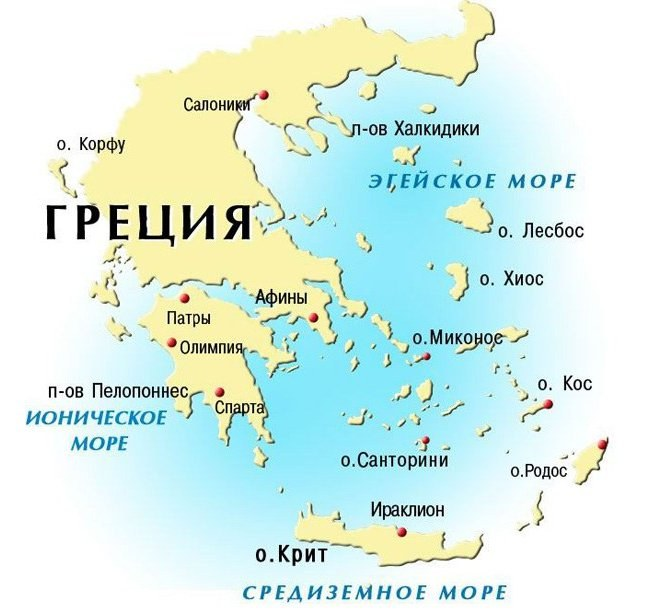 Салоники
п-ов Халкидики
о. Корфу
ЭГЕЙСКОЕ МОРЕ
ГРЕЦИЯ
о. Лесбос
о. Хиос
Афины
Патры
о.Миконос
Олимпия
п-ов Пелопоннес
о. Кос
Спарта
ИОНИЧЕСКОЕ
МОРЕ
о.Санторини
о.Родос
Ираклион
о.Крит
СРЕДИЗЕМНОЕ МОРЕ